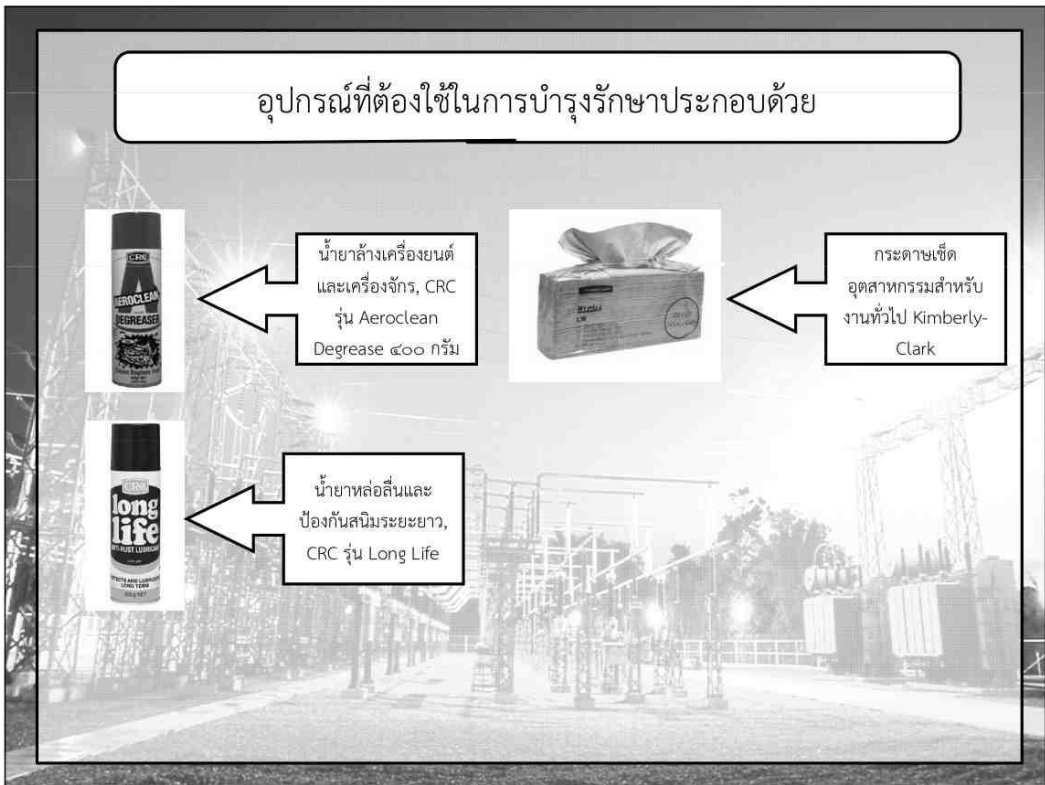 อุปกรณ์ที่ต้องใช้ในการบำรุงรักษาประกอบด้วย
CRC
AEROCLEAN
DEGREASER
น้ำยาล้างเครื่องยนต์
และเครื่องจักร, CRC
รุ่น Aeroclean
Degrease ๔๐๐ กรัม
กระดาษเช็ด
อุตสาหกรรมสำหรับ
งานทั่วไป Kimberly-
Clark
CRC
long
life
ANTI-RUST LUBRICANT
LONG TERM
น้ำยาหล่อลื่นและ
ป้องกันสนิมระยะยาว,
CRC รุ่น Long Life